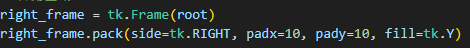 right_frame = tk.Frame(root)
right_frame.pack(side=tk.RIGHT, padx=10, pady=10, fill=tk.Y)